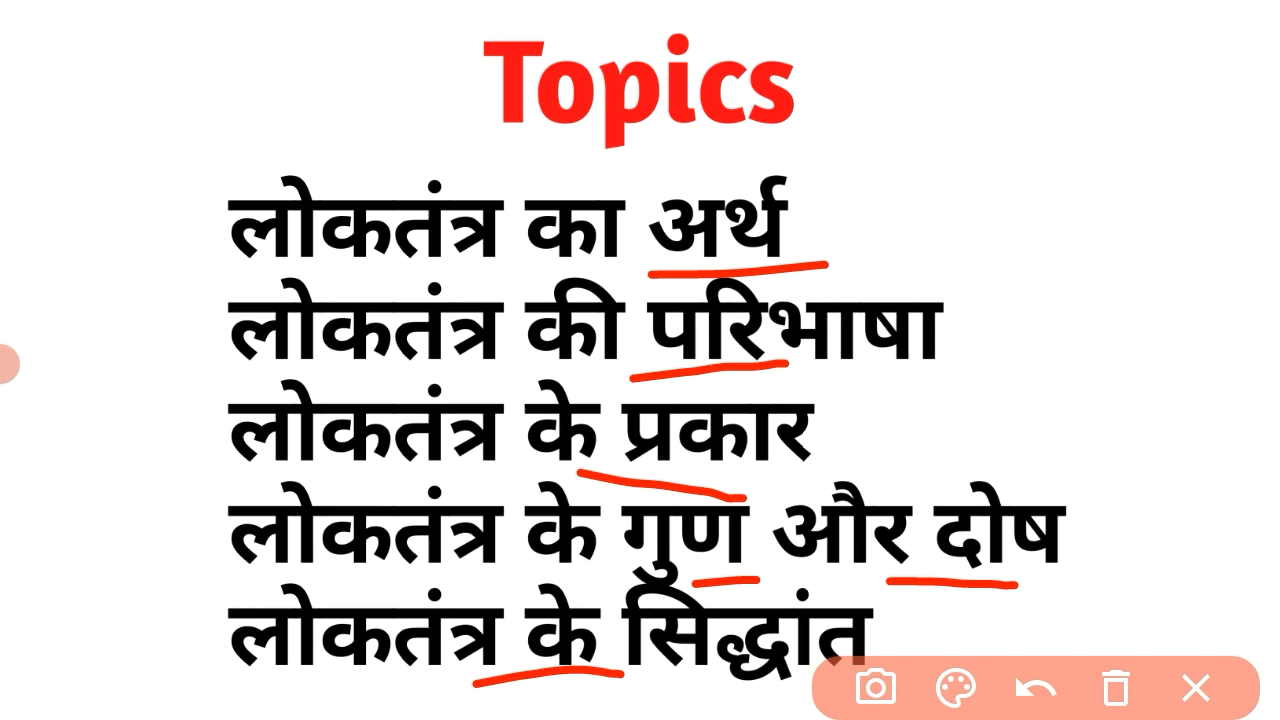 Topics
लोकतंत्र का अर्थ
लोकतंत्र की परिभाषा
लोकतंत्र के प्रकार
लोकतंत्र के गुण और दोष
लोकतंत्र के सिद्धांत